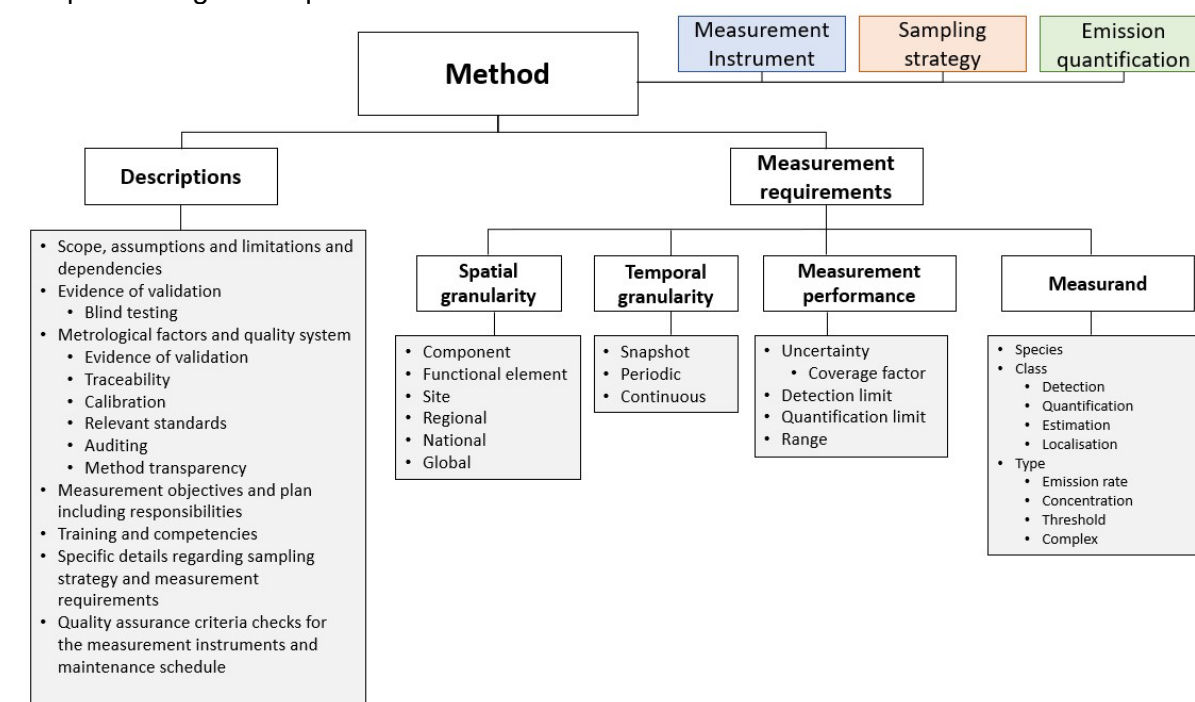 Measurement
Instrument
Sampling
strategy
Emission
quantification
Method
Descriptions
Measurement
requirements
• Scope, assumptions and limitations and
dependencies
• Evidence of validation
• Blind testing
• Metrological factors and quality system
• Evidence of validation
• Traceability
• Calibration
• Relevant standards
• Auditing
• Method transparency
• Measurement objectives and plan
including responsibilities
• Training and competencies
• Specific details regarding sampling
strategy and measurement
requirements
• Quality assurance criteria checks for
the measurement instruments and
maintenance schedule
Spatial
granularity
• Component
• Functional element
• Site
• Regional
• National
• Global
Temporal
granularity
• Snapshot
• Periodic
• Continuous
Measurement
performance
• Uncertainty
• Coverage factor
• Detection limit
• Quantification limit
• Range
Measurand
• Species
• Class
• Detection
• Quantification
• Estimation
• Localisation
• Type
• Emission rate
• Concentration
• Threshold
• Complex